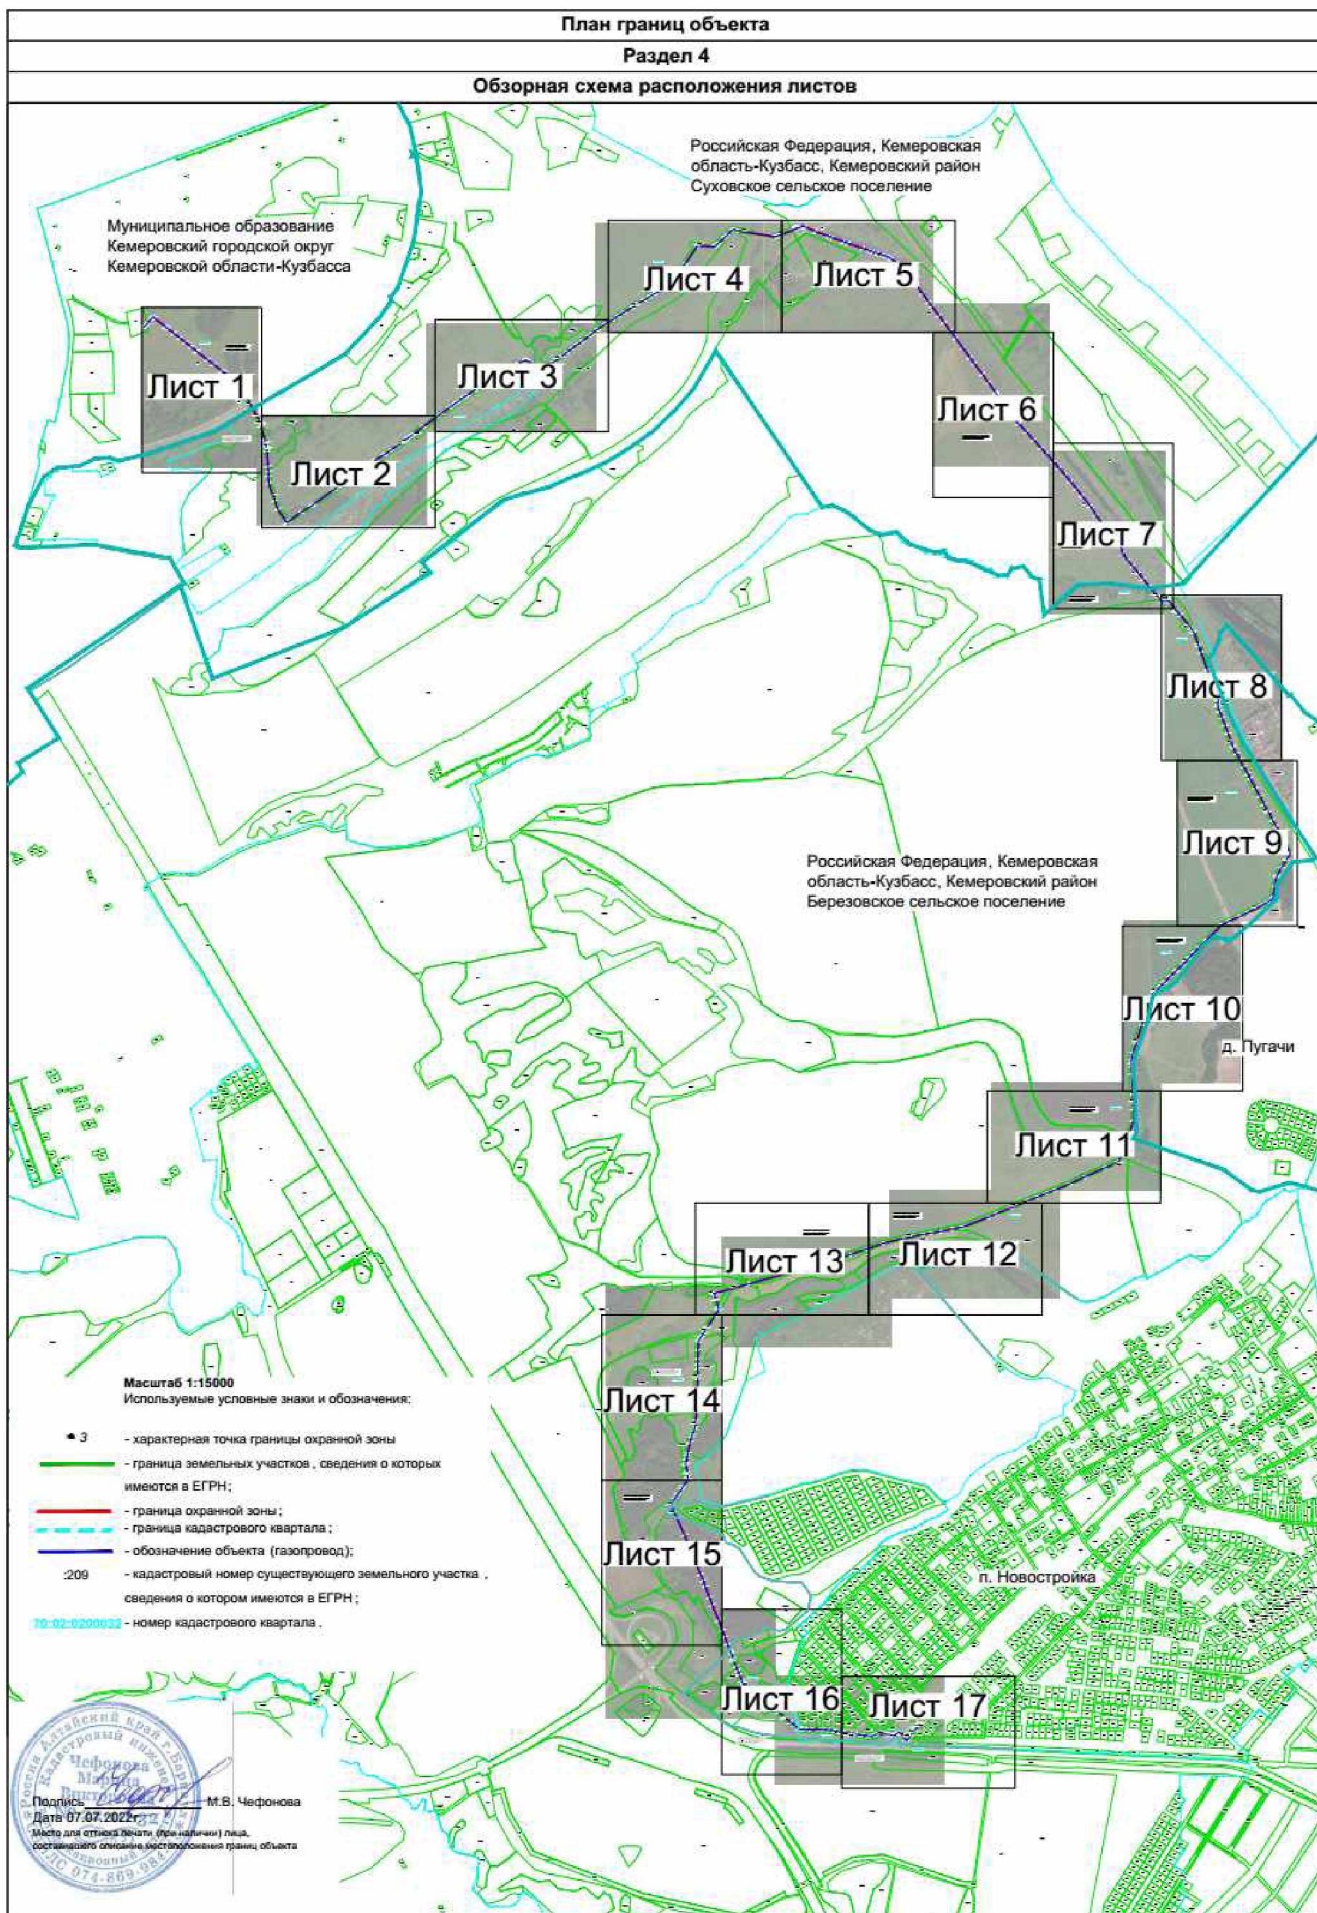 План границ объекта
Раздел 4
Обзорная схема расположения листов
Российская Федерация, Кемеровская
область-Кузбасс, Кемеровский район
Суховское сельское поселение
Муниципальное образование
Кемеровский городской округ
Кемеровской области-Кузбасса
Лист 1
Лист 2
Лист 3
Лист 4
Лист 5
Лист 6
Лист 7
Лист 8
Лист 9
Российская Федерация, Кемеровская
область-Кузбасс, Кемеровский район
Березовское сельское поселение
Лист 10
д. Пугачи
Лист 11
Лист 12
Лист 13
Лист 14
Лист 15
п. Новостройка
Лист 16
Лист 17
Масштаб 1:15000
Используемые условные знаки и обозначения:
3 - характерная точка границы охранной зоны
- граница земельных участков, сведения о которых
имеются в ЕГРН;
- граница охранной зоны;
- граница кадастрового квартала;
- обозначение объекта (газопровод);
:209 - кадастровый номер существующего земельного участка,
сведения о котором имеются в ЕГРН;
- номер кадастрового квартала.
Чефонова
Марина
Подпись М.В. Чефонова
Дата 07.07.2022г.
Место для оттиска печати (при наличии) лица,
составившего описание местоположения границ объекта